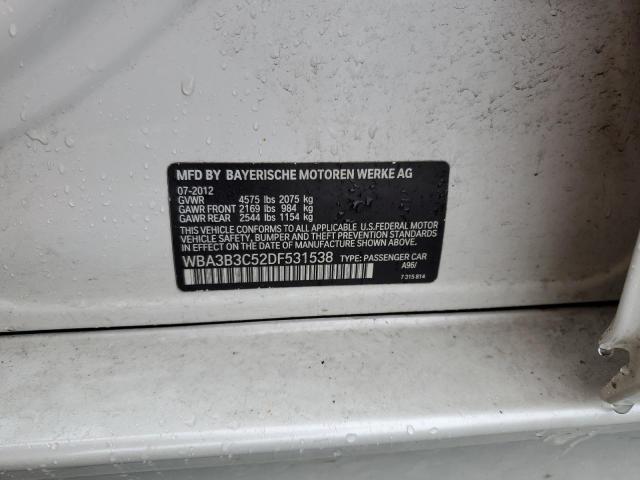 MFD BY BAYERISCHE MOTOREN WERKE AG
07-2012
GVWR 4575 lbs 2075 kg
GAWR FRONT 2169 lbs 984 kg
GAWR REAR 2544 lbs 1154 kg
THIS VEHICLE CONFORMS TO ALL APPLICABLE U.S.FEDERAL MOTOR
VEHICLE SAFETY, BUMPER AND THEFT PREVENTION STANDARDS
IN EFFECT ON THE DATE OF MANUFACTURE SHOWN ABOVE.
WBA3B3C52DF531538 TYPE: PASSENGER CAR
A96/
7 315 814